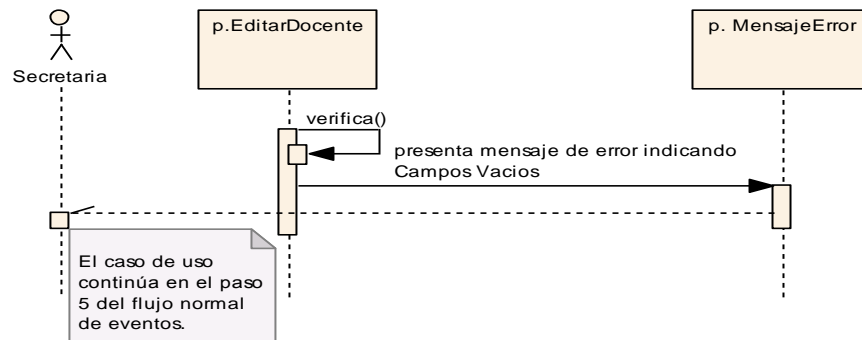 p.EditarDocente
p. MensajeError
Secretaria
verifica()
presenta mensaje de error indicando
Campos Vacios
El caso de uso
continúa en el paso
5 del flujo normal
de eventos.